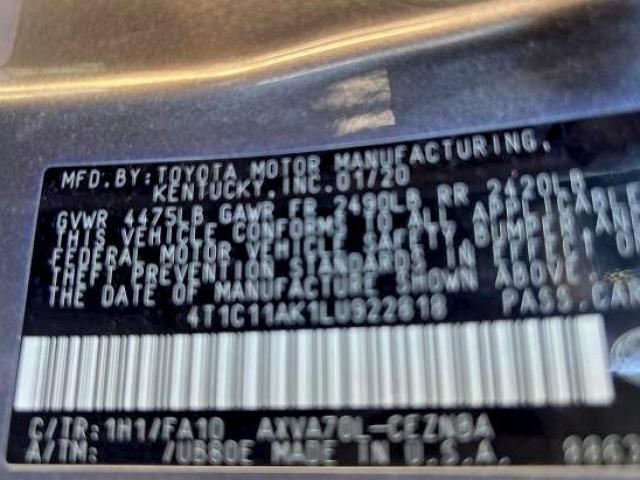 MFD. BY: TOYOTA MOTOR MANUFACTURING,
KENTUCKY, INC. 01/20
GVWR 4475LB GAWR FR 2490LB RR 2420LB
THIS VEHICLE CONFORMS TO ALL APPLICABLE
FEDERAL MOTOR VEHICLE SAFETY, BUMPER, AND
THEFT PREVENTION STANDARDS IN EFFECT O
THE DATE OF MANUFACTURE SHOWN ABOVE.
4T1C11AK1LU922818 PASS. CAR
C/TR: 1H1/FA10 AXVA70L-CEZNBA
A/TM: /UB80E MADE IN U.S.A.